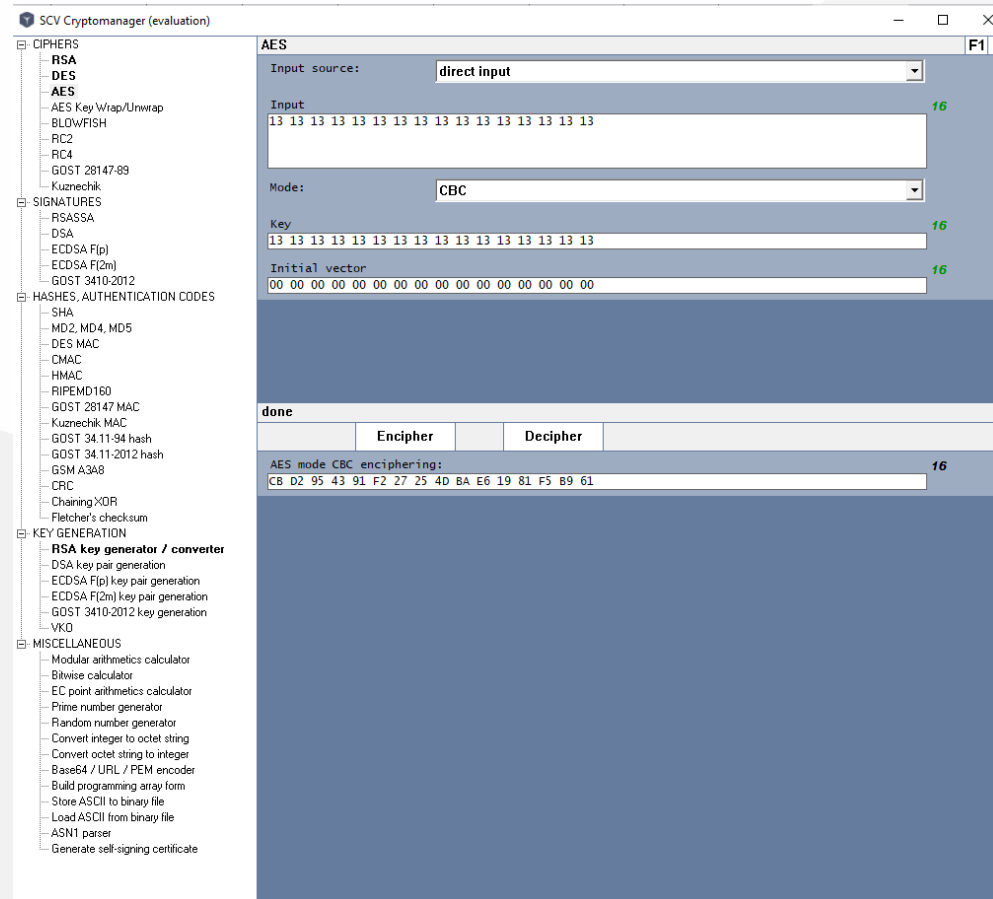 SCV Cryptomanager (evaluation)
CIPHERS
RSA
DES
AES
AES Key Wrap/Unwrap
BLOWFISH
RC2
RC4
GOST 28147-89
Kuznechik
SIGNATURES
RSASSA
DSA
ECDSA F(p)
ECDSA F(2m)
GOST 3410-2012
HASHES, AUTHENTICATION CODES
SHA
MD2, MD4, MD5
DES MAC
CMAC
HMAC
RIPEMD160
GOST 28147 MAC
Kuznechik MAC
GOST 34.11-94 hash
GOST 34.11-2012 hash
GSM A3A8
CRC
Chaining XOR
Fletcher's checksum
KEY GENERATION
RSA key generator / converter
DSA key pair generation
ECDSA F(p) key pair generation
ECDSA F(2m) key pair generation
GOST 3410-2012 key generation
VKO
MISCELLANEOUS
Modular arithmetics calculator
Bitwise calculator
EC point arithmetics calculator
Prime number generator
Random number generator
Convert integer to octet string
Convert octet string to integer
Base64 / URL / PEM encoder
Build programming array form
Store ASCII to binary file
Load ASCII from binary file
ASN1 parser
Generate self-signing certificate
AES F1
Input source: direct input
Input 16
13 13 13 13 13 13 13 13 13 13 13 13 13 13 13 13
Mode: CBC
Key 16
13 13 13 13 13 13 13 13 13 13 13 13 13 13 13 13
Initial vector 16
00 00 00 00 00 00 00 00 00 00 00 00 00 00 00 00
done
Encipher Decipher
AES mode CBC enciphering: 16
CB D2 95 43 91 F2 27 25 4D BA E6 19 81 F5 B9 61